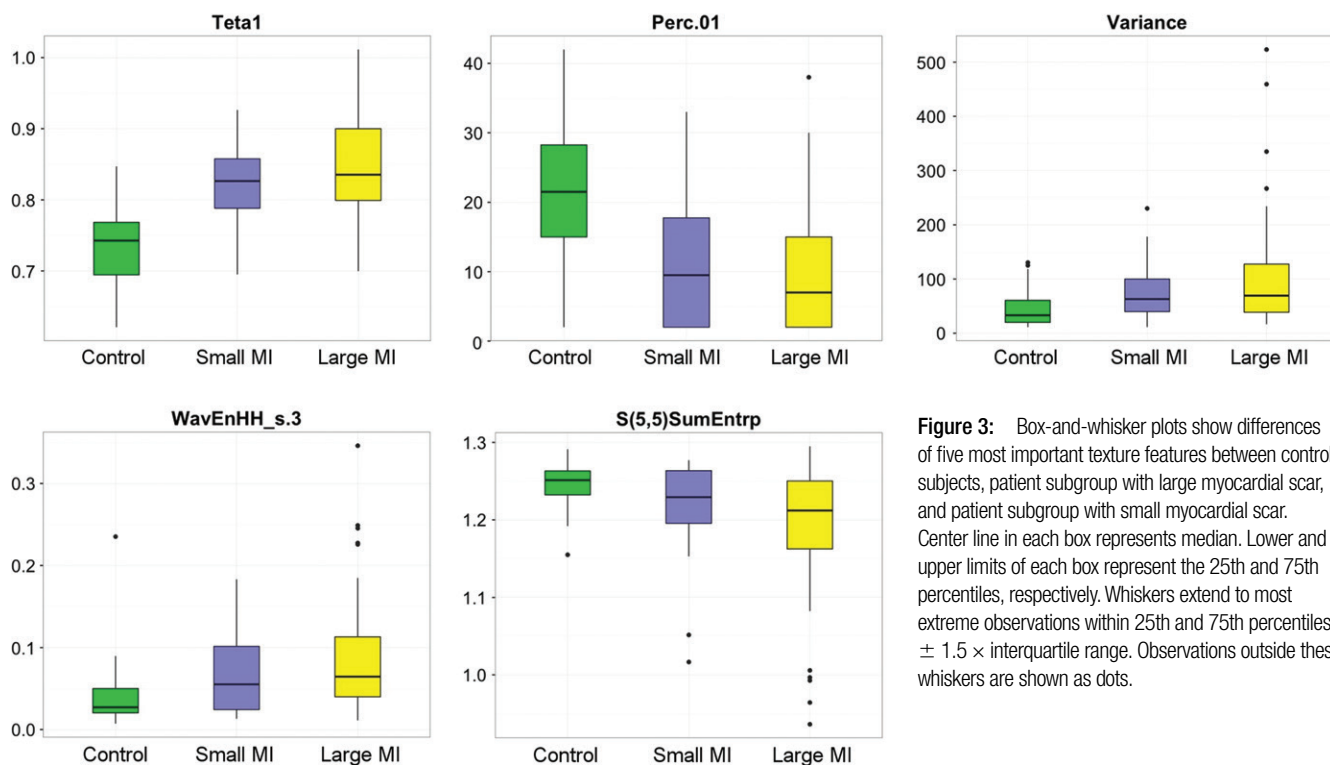 Teta1
1.0
0.9
0.8
0.7
Control Small MI Large MI
Perc.01
40
30
20
10
0
Control Small MI Large MI
Variance
500
400
300
200
100
0
Control Small MI Large MI
WavEnHH_s.3
0.3
0.2
0.1
0.0
Control Small MI Large MI
S(5,5)SumEntrp
1.3
1.2
1.1
1.0
Control Small MI Large MI
Figure 3: Box-and-whisker plots show differences
of five most important texture features between control
subjects, patient subgroup with large myocardial scar,
and patient subgroup with small myocardial scar.
Center line in each box represents median. Lower and
upper limits of each box represent the 25th and 75th
percentiles, respectively. Whiskers extend to most
extreme observations within 25th and 75th percentiles
± 1.5 × interquartile range. Observations outside thes
whiskers are shown as dots.